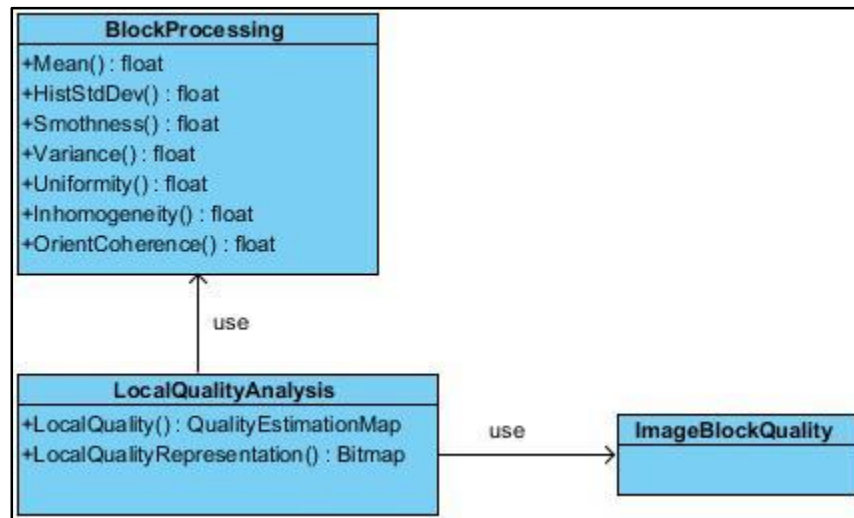 BlockProcessing
+Mean() : float
+HistStdDev() : float
+Smothness() : float
+Variance() : float
+Uniformity() : float
+Inhomogeneity() : float
+OrientCoherence() : float
use
LocalQualityAnalysis
+LocalQuality() : QualityEstimationMap
+LocalQualityRepresentation() : Bitmap
use
ImageBlockQuality